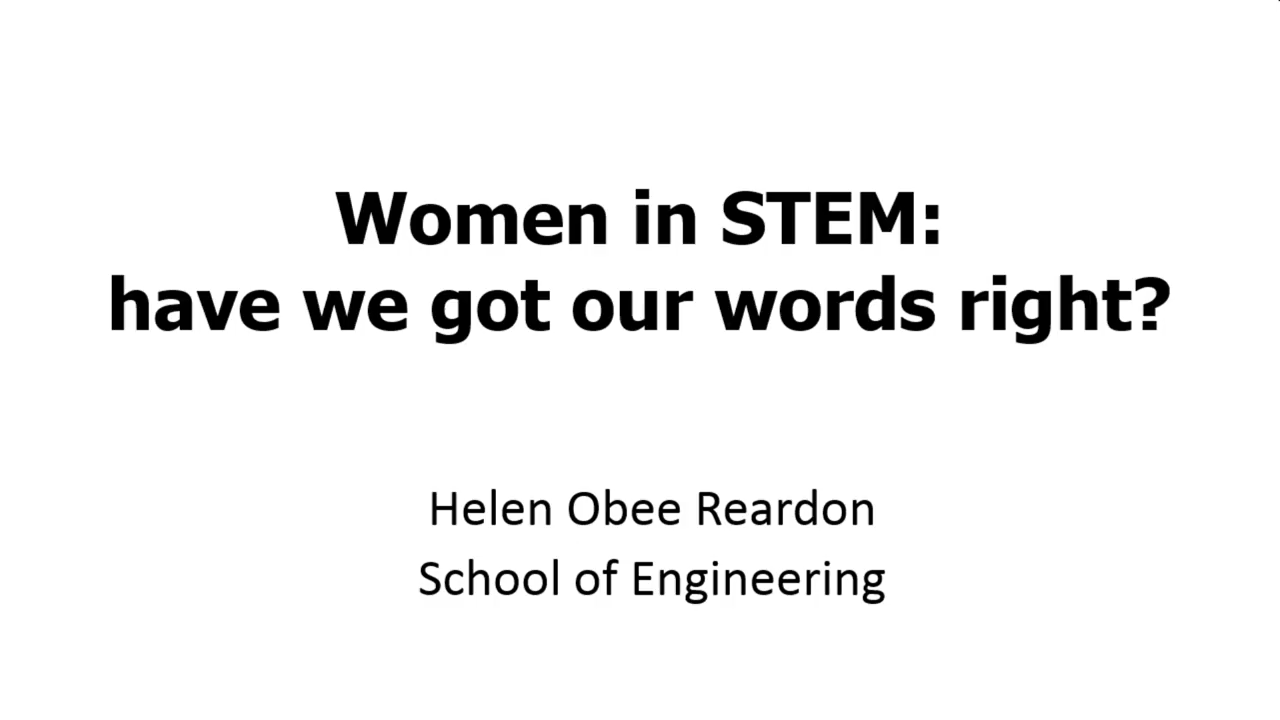 Women in STEM:
have we got our words right?
Helen Obee Reardon
School of Engineering